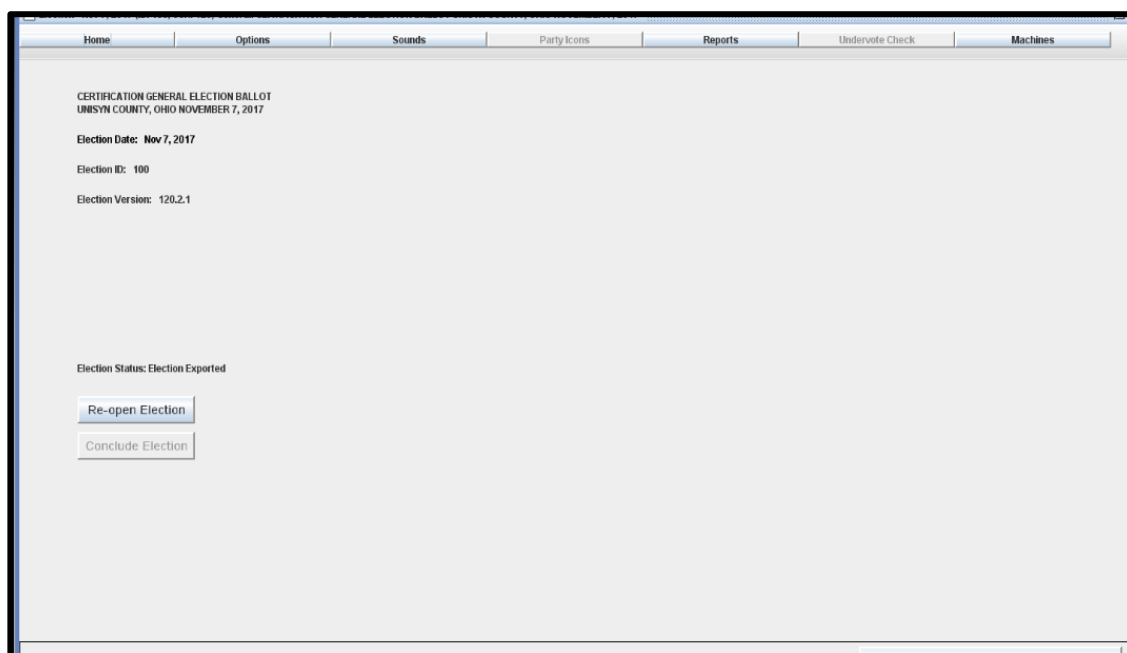 Home Options Sounds Party Icons Reports Undervote Check Machines
CERTIFICATION GENERAL ELECTION BALLOT
UNISYN COUNTY, OHIO NOVEMBER 7, 2017
Election Date: Nov 7, 2017
Election ID: 100
Election Version: 120.2.1
Election Status: Election Exported
Re-open Election
Conclude Election